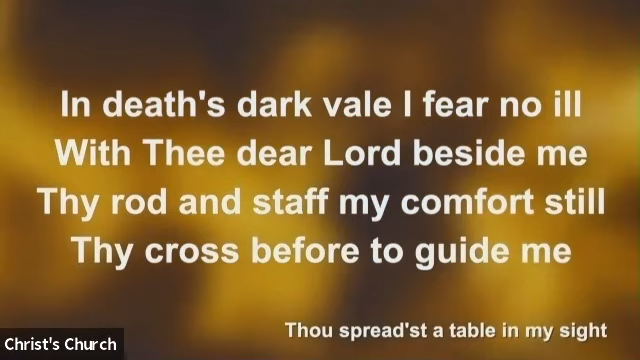 In death's dark vale I fear no ill
With Thee dear Lord beside me
Thy rod and staff my comfort still
Thy cross before to guide me
Thou spread'st a table in my sight
Christ's Church